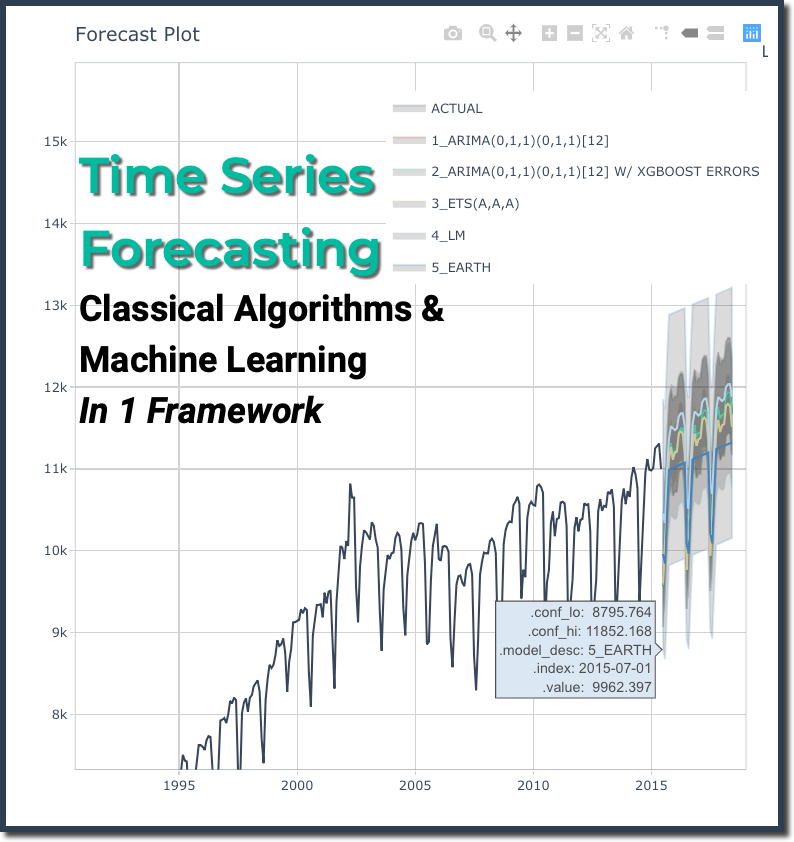 Forecast Plot
L
ACTUAL
15k
1_ARIMA(0,1,1)(0,1,1)[12]
Time Series
2_ARIMA(0,1,1)(0,1,1)[12] W/ XGBOOST ERRORS
3_ETS(A,A,A)
14k
4_LM
Forecasting
5_EARTH
13k
Classical Algorithms &
Machine Learning
12k
In 1 Framework
11k
10k
9k
.conf_lo: 8795.764
.conf_hi: 11852.168
.model_desc: 5_EARTH
.index: 2015-07-01
.value: 9962.397
8k
1995 2000 2005 2010 2015